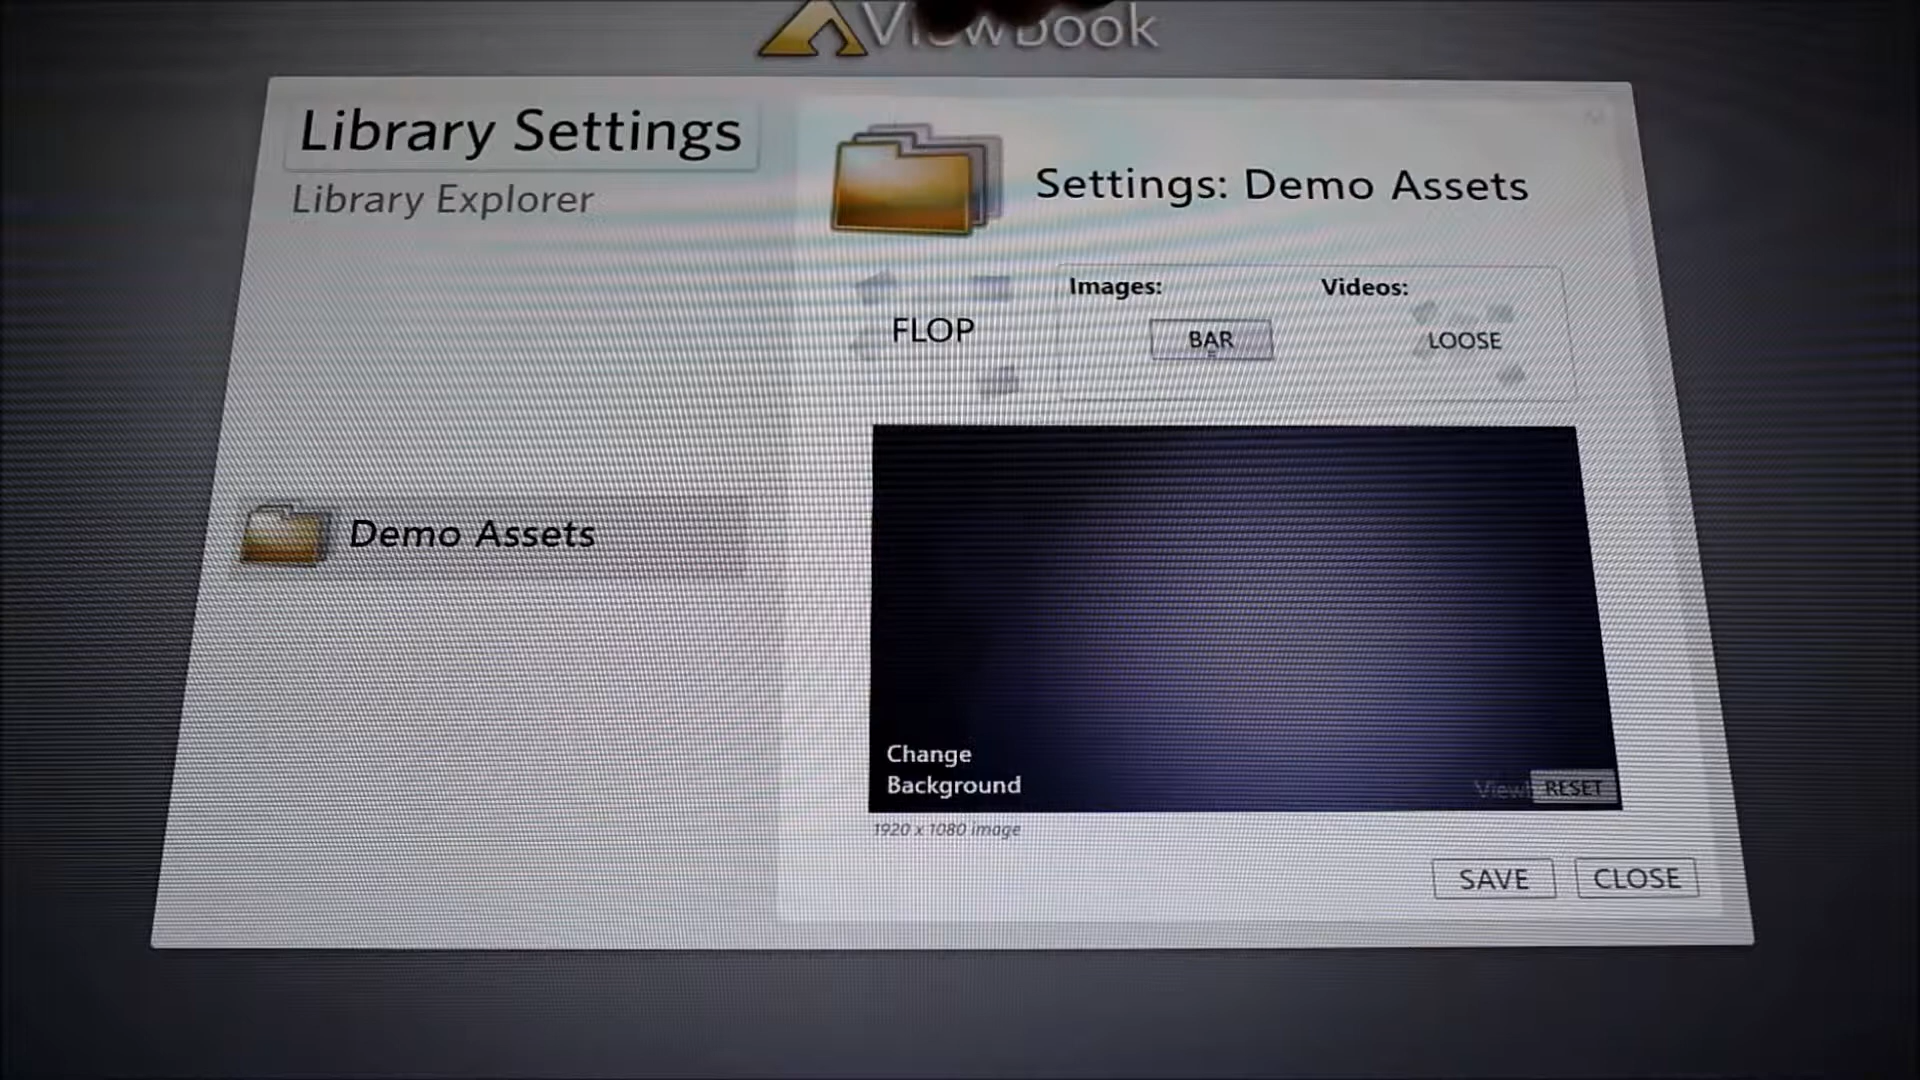 ViewBook
Library Settings
Library Explorer
Settings: Demo Assets
Images:
Videos:
FLOP
BAR
LOOSE
Demo Assets
Change
Background
RESET
1920 x 1080 image
SAVE
CLOSE